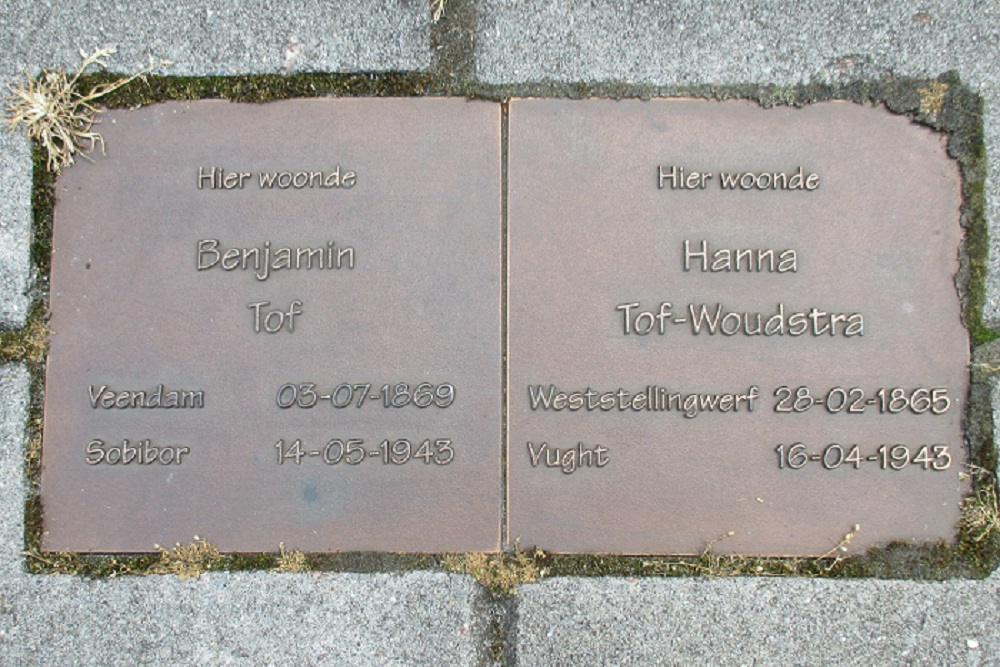 Hier woonde
Benjamin
Tof
Veendam 03-07-1869
Sobibor 14-05-1943
Hier woonde
Hanna
Tof-Woudstra
Weststellingwerf 28-02-1865
Vught 16-04-1943